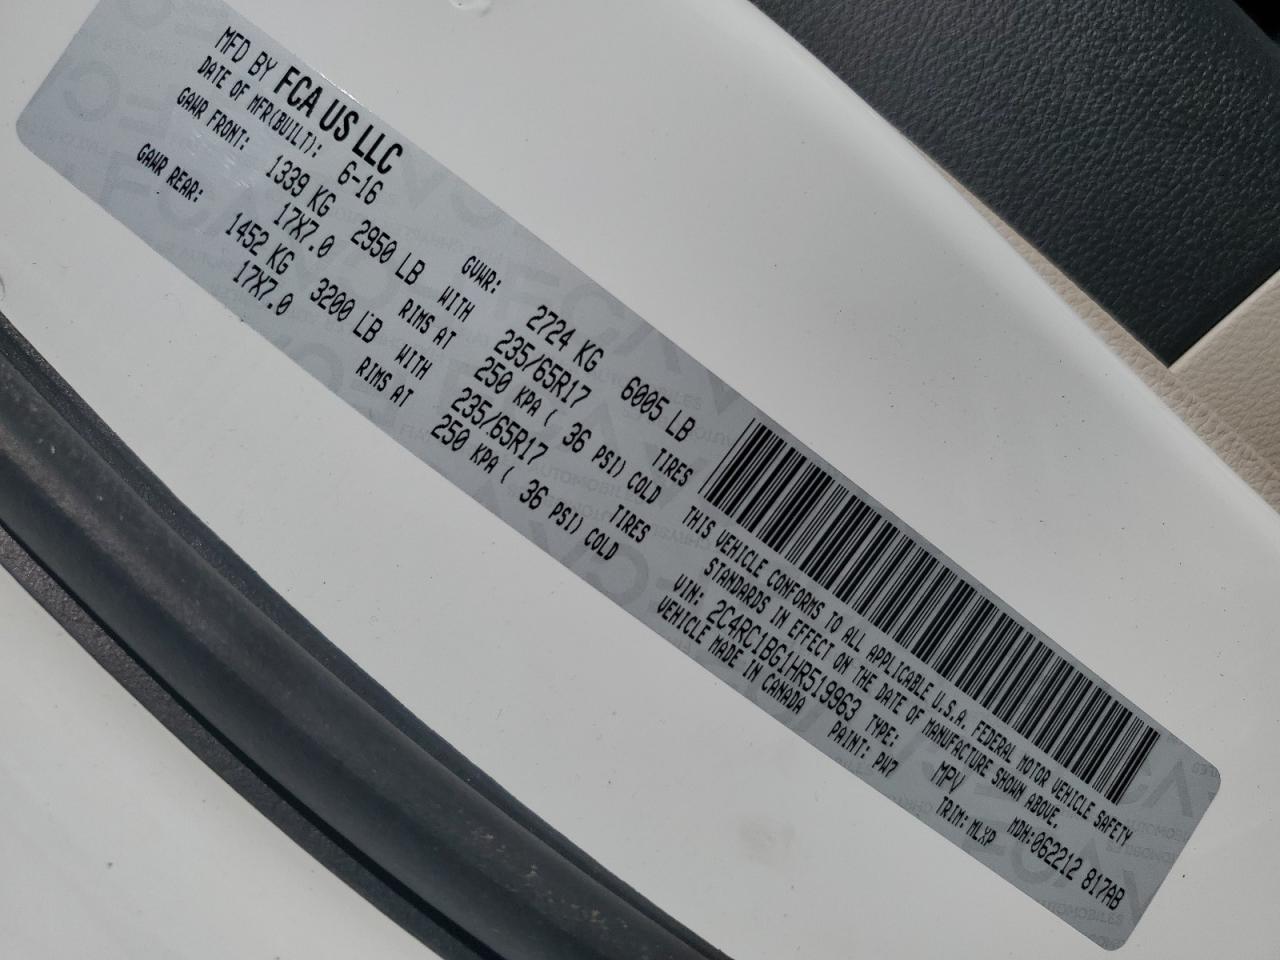 MFD BY FCA US LLC
DATE OF MFR(BUILT): 6-16 GVWR: 2724 KG 6005 LB
GAWR FRONT: 1339 KG 2950 LB WITH 235/65R17 TIRES
17X7.0 RIMS AT 250 KPA ( 36 PSI) COLD
GAWR REAR: 1452 KG 3200 LB WITH 235/65R17 TIRES
17X7.0 RIMS AT 250 KPA ( 36 PSI) COLD
THIS VEHICLE CONFORMS TO ALL APPLICABLE U.S.A. FEDERAL MOTOR VEHICLE SAFETY
STANDARDS IN EFFECT ON THE DATE OF MANUFACTURE SHOWN ABOVE.
VIN: 2C4RC1BG1HR519963 TYPE: MPV MDH:062212 817AB
VEHICLE MADE IN CANADA PAINT: PW7 TRIM: MLXP